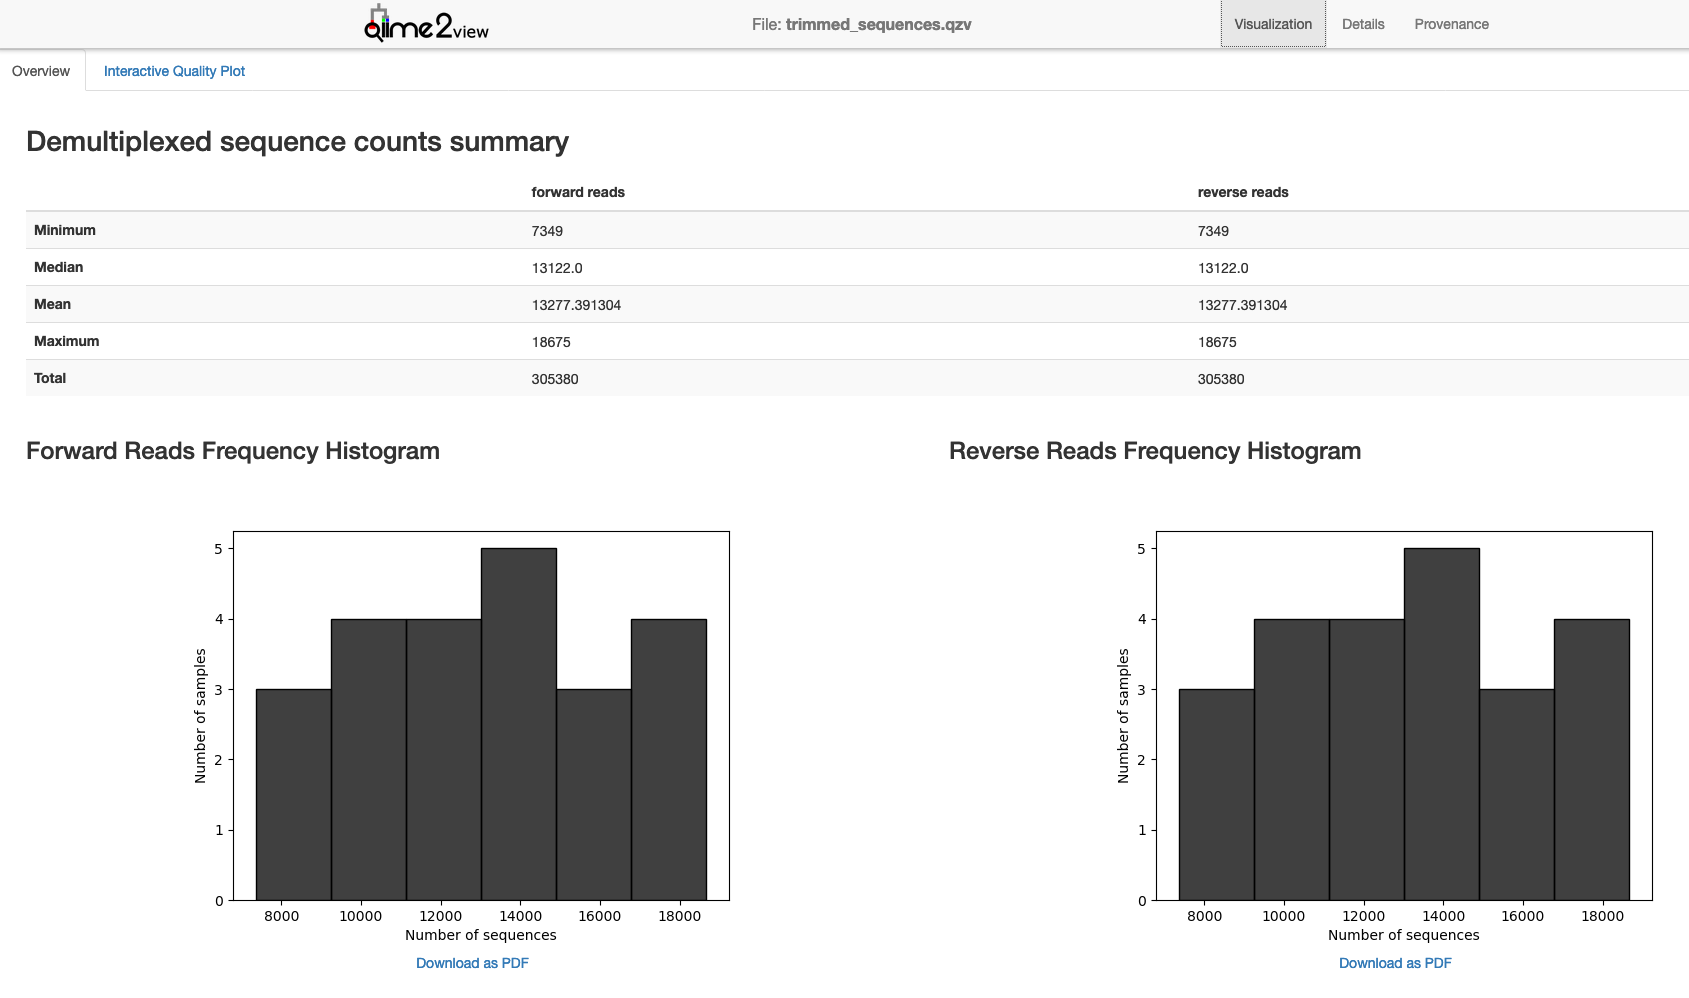 qiime2view File: trimmed_sequences.qzv Visualization Details Provenance
Overview Interactive Quality Plot
Demultiplexed sequence counts summary
forward reads reverse reads
Minimum 7349 7349
Median 13122.0 13122.0
Mean 13277.391304 13277.391304
Maximum 18675 18675
Total 305380 305380
Forward Reads Frequency Histogram
5
4
3
2
1
0
Number of samples
8000 10000 12000 14000 16000 18000
Number of sequences
Download as PDF
Reverse Reads Frequency Histogram
5
4
3
2
1
0
Number of samples
8000 10000 12000 14000 16000 18000
Number of sequences
Download as PDF